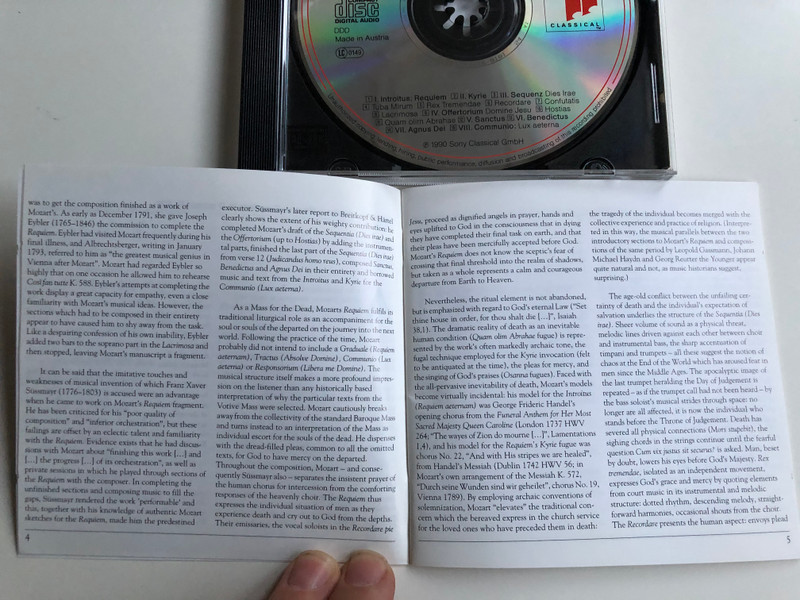 COMPACT
disc
DIGITAL AUDIO
DDD
Made in Austria
LC 0149
CLASSICAL
1 I. Introitus: Requiem 2 II. Kyrie 3 III. Sequenz Dies Irae
4 Tuba Mirum 5 Rex Tremendae 6 Recordare 7 Confutatis
8 Lacrimosa 9 IV. Offertorium Domine Jesu 10 Hostias
Quam olim Abrahae V. Sanctus VI. Benedictus
VII. Agnus Dei VIII. Communio: Lux aeterna
℗ 1990 Sony Classical GmbH
Unauthorized copying, public performance, diffusion and broadcasting of this recording prohibited
was to get the composition finished as a work of
Mozart's. As early as December 1791, she gave Joseph
Eybler (1765–1846) the commission to complete the
Requiem. Eybler had visited Mozart frequently during his
final illness, and Albrechtsberger, writing in January
1793, referred to him as "the greatest musical genius in
Vienna after Mozart". Mozart had regarded Eybler so
highly that on one occasion he allowed him to rehearse
Così fan tutte K. 588. Eybler's attempts at completing the
work display a great capacity for empathy, even a close
familiarity with Mozart's musical ideas. However, the
sections which had to be composed in their entirety
appear to have caused him to shy away from the task.
Like a despairing confession of his own inability, Eybler
added two bars to the soprano part in the Lacrimosa and
then stopped, leaving Mozart's manuscript a fragment.
It can be said that the imitative touches and
weaknesses of musical invention of which Franz Xaver
Süssmayr (1776–1803) is accused were an advantage
when he came to work on Mozart's Requiem fragment.
He has been criticized for his "poor quality of
composition" and "inferior orchestration", but these
failings are offset by an eclectic talent and familiarity
with the Requiem. Evidence exists that he had discus-
sions with Mozart about "finishing this work [...] and
[...] the progress [...] of its orchestration", as well as
private sessions in which he played through sections of
the Requiem with the composer. In completing the
unfinished sections and composing music to fill the
gaps, Süssmayr rendered the work 'performable' and
this, together with his knowledge of authentic Mozart
sketches for the Requiem, made him the predestined
4
executor. Süssmayr's later report to Breitkopf & Härtel
clearly shows the extent of his weighty contribution: he
completed Mozart's draft of the Sequentia (Dies irae) and
the Offertorium (up to Hostias) by adding the instrumen-
tal parts, finished the last part of the Sequentia (Dies irae)
from verse 12 (Judicandus homo reus), composed Sanctus,
Benedictus and Agnus Dei in their entirety and borrowed
music and text from the Introitus and Kyrie for the
Communio (Lux aeterna).
As a Mass for the Dead, Mozart's Requiem fulfils its
traditional liturgical role as an accompaniment for the
soul or souls of the departed on the journey into the next
world. Following the practice of the time, Mozart
probably did not intend to include a Graduale (Requiem
aeternam), Tractus (Absolve Domine), Communio (Lux
aeterna) or Responsorium (Libera me Domine). The
musical structure itself makes a more profound impres-
sion on the listener than any historically based
interpretation of why the particular texts from the
Votive Mass were selected. Mozart cautiously breaks
away from the collectivity of the standard Baroque Mass
and turns instead to an interpretation of the Mass as
individual escort for the souls of the dead. He dispenses
with the dread-filled pleas, common to all the omitted
texts, for God to have mercy on the departed.
Throughout the composition, Mozart – and conse-
quently Süssmayr also – separates the insistent prayer of
the human chorus for intercession from the comforting
responses of the heavenly choir. The Requiem thus
expresses the individual situation of men as they
experience death and cry out to God from the depths.
Their emissaries, the vocal soloists in the Recordare pie
Jesu, proceed as dignified angels in prayer, hands and
eyes uplifted to God in the consciousness that in dying
they have completed their final task on earth, and that
their pleas have been mercifully accepted before God.
Mozart's Requiem does not know the sceptic's fear of
crossing that final threshold into the realm of shadows,
but taken as a whole represents a calm and courageous
departure from Earth to Heaven.
Nevertheless, the ritual element is not abandoned,
but is emphasized with regard to God's eternal Law ("Set
thine house in order, for thou shalt die [...]", Isaiah
38,1). The dramatic reality of death as an inevitable
human condition (Quam olim Abrahae fugue) is repre-
sented by the work's often markedly archaic tone, the
fugal technique employed for the Kyrie invocation (felt
to be antiquated at the time), the pleas for mercy, and
the singing of God's praises (Osanna fugue). Faced with
the all-pervasive inevitability of death, Mozart's models
become virtually incidental: his model for the Introitus
(Requiem aeternam) was George Frideric Handel's
opening chorus from the Funeral Anthem for Her Most
Sacred Majesty Queen Caroline (London 1737 HWV
264, "The wayes of Zion do mourne [...]", Lamentations
1,4), and his model for the Requiem's Kyrie fugue was
chorus No. 22, "And with His stripes we are healed",
from Handel's Messiah (Dublin 1742 HWV 56; in
Mozart's own arrangement of the Messiah K. 572,
"Durch seine Wunden sind wir geheilet", chorus No. 19,
Vienna 1789). By employing archaic conventions of
solemnization, Mozart "elevates" the traditional con-
cern which the bereaved express in the church service
for the loved ones who have preceded them in death:
the tragedy of the individual becomes merged with the
collective experience and practice of religion. (Interpre-
ted in this way, the musical parallels between the two
introductory sections to Mozart's Requiem and composi-
tions of the same period by Leopold Gassmann, Johann
Michael Haydn and Georg Reutter the Younger appear
quite natural and not, as music historians suggest,
surprising.)
The age-old conflict between the unfailing cer-
tainty of death and the individual's expectation of
salvation underlies the structure of the Sequentia (Dies
irae). Sheer volume of sound as a physical threat,
melodic lines driven against each other between choir
and instrumental bass, the sharp accentuation of
timpani and trumpets – all these suggest the notion of
chaos at the End of the World which has aroused fear in
men since the Middle Ages. The apocalyptic image of
the last trumpet heralding the Day of Judgement is
repeated – as if the trumpet call had not been heard – by
the bass soloist's musical strides through space: no
longer are all affected, it is now the individual who
stands before the Throne of Judgement. Death has
severed all physical connections (Mors stupebit), the
sighing chords in the strings continue until the fearful
question Cum vix justus sit securus? is asked. Man, beset
by doubt, lowers his eyes before God's Majesty. Rex
tremendae, isolated as an independent movement,
expresses God's grace and mercy by quoting elements
from court music in its instrumental and melodic
structure: dotted rhythm, descending melody, straight-
forward harmonies, occasional shouts from the choir.
The Recordare presents the human aspect: envoys plead
5